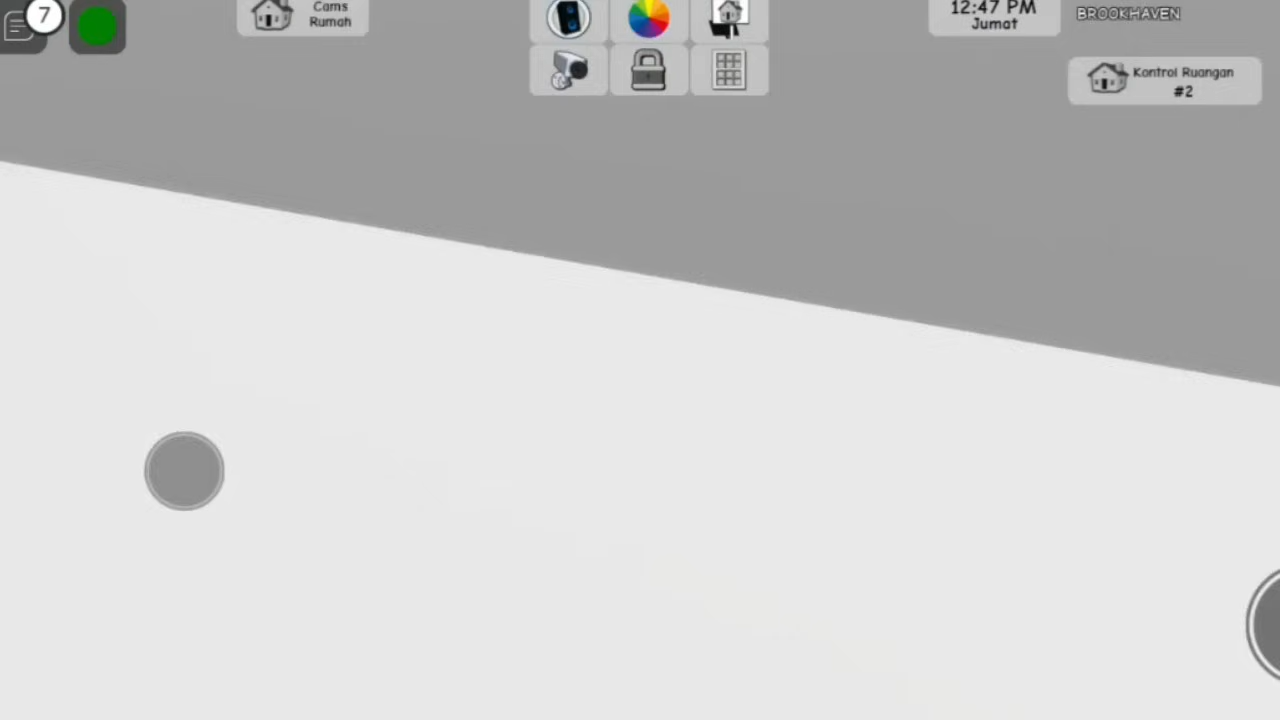 7
Cams
Rumah
12:47 PM
Jumat
BROOKHAVEN
Kontrol Ruangan
#2